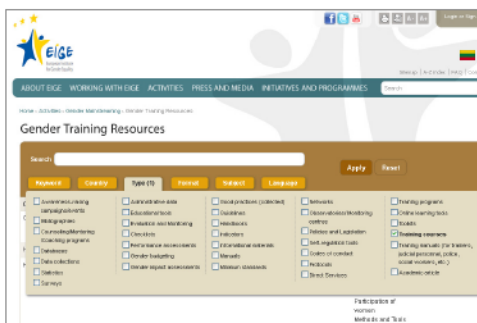 Login or Sign
EIGE
European Institute
for Gender Equality
Sitemap | A-Z Index | FAQ | Con
ABOUT EIGE WORKING WITH EIGE ACTIVITIES PRESS AND MEDIA INITIATIVES AND PROGRAMMES Search
Home » Activities » Gender Mainstreaming » Gender Training Resources
Gender Training Resources
Search Apply Reset
Keyword Country Type (1) Format Subject Language
Awareness-raising
campaigns/events
Bibliographies
Counseling/Mentoring
/Coaching programs
Databases
Data collections
Statistics
Surveys
Administrative data
Educational tools
Evaluation and Monitoring
Checklists
Performance assessments
Gender budgeting
Gender impact assessments
Good practices (collected)
Guidelines
Handbooks
Indicators
International materials
Manuals
Minimum standards
Networks
Observatories/Monitoring
centres
Policies and Legislation
Self-regulation tools
Codes of conduct
Protocols
Direct Services
Training programs
Online learning tools
Toolkits
Training courses
Training manuals (for trainers,
judicial personnel, police,
social workers, etc.)
Academic article
Participation of
women
Methods and Tools